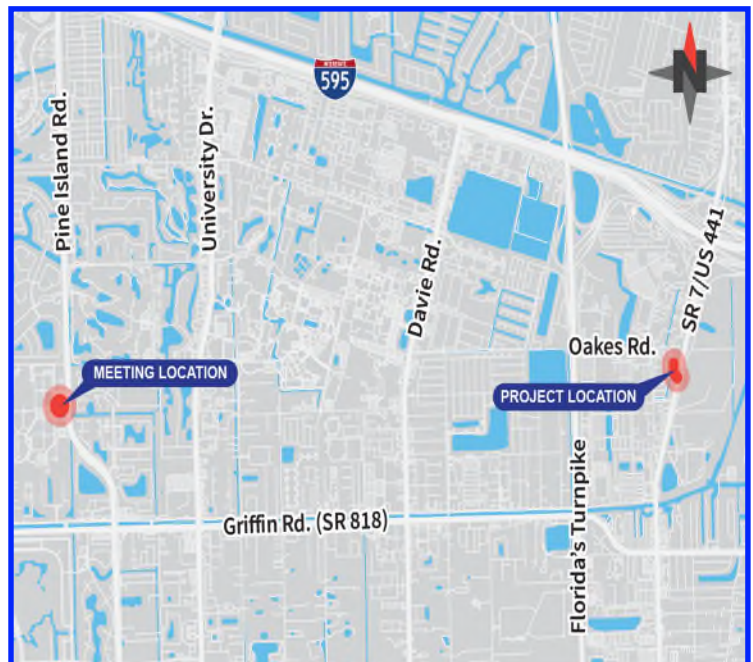 INTERSTATE
595
N
Pine Island Rd.
University Dr.
Davie Rd.
SR 7/US 441
Oakes Rd.
MEETING LOCATION
PROJECT LOCATION
Florida's Turnpike
Griffin Rd. (SR 818)